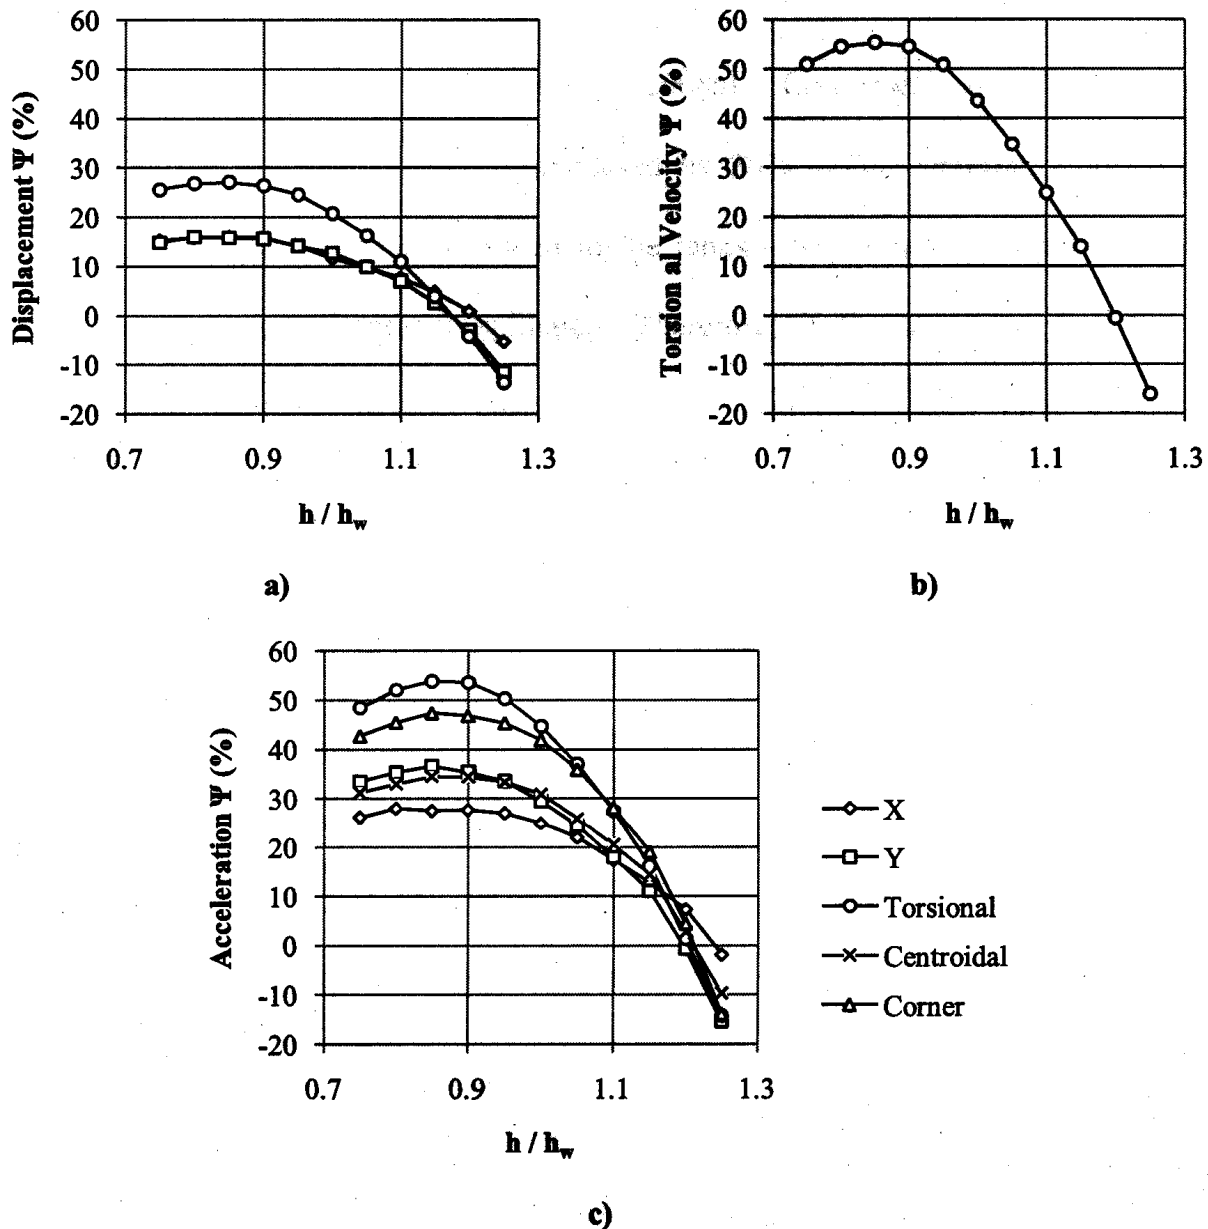 60
50
40
30
20
10
0
-10
-20
Displacement Ψ (%)
0.7 0.9 1.1 1.3
h / hw
a)
60
50
40
30
20
10
0
-10
-20
Torsion al Velocity Ψ (%)
0.7 0.9 1.1 1.3
h / hw
b)
60
50
40
30
20
10
0
-10
-20
Acceleration Ψ (%)
0.7 0.9 1.1 1.3
h / hw
c)
X
Y
Torsional
Centroidal
Corner